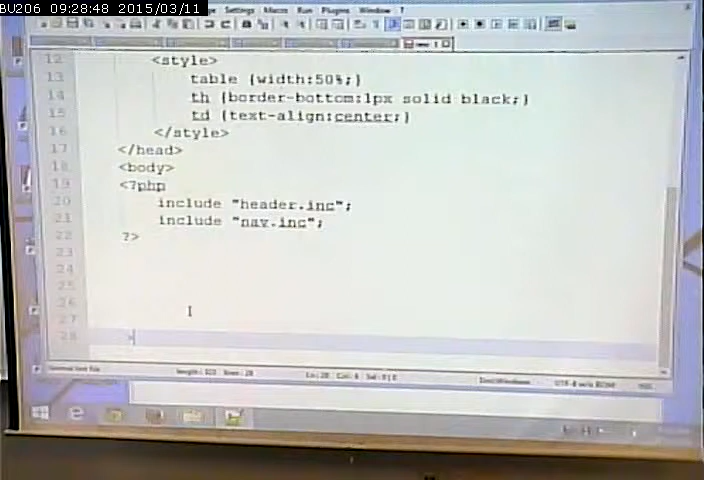 BU206 09:28:48 2015/03/11
Settings Macro Run Plugins Window ?
12 <style>
13 table {width:50%;}
14 th {border-bottom:1px solid black;}
15 td {text-align:center;}
16 </style>
17 </head>
18 <body>
19 <?php
20 include "header.inc";
21 include "nav.inc";
22 ?>
23
24
25
26
27
28